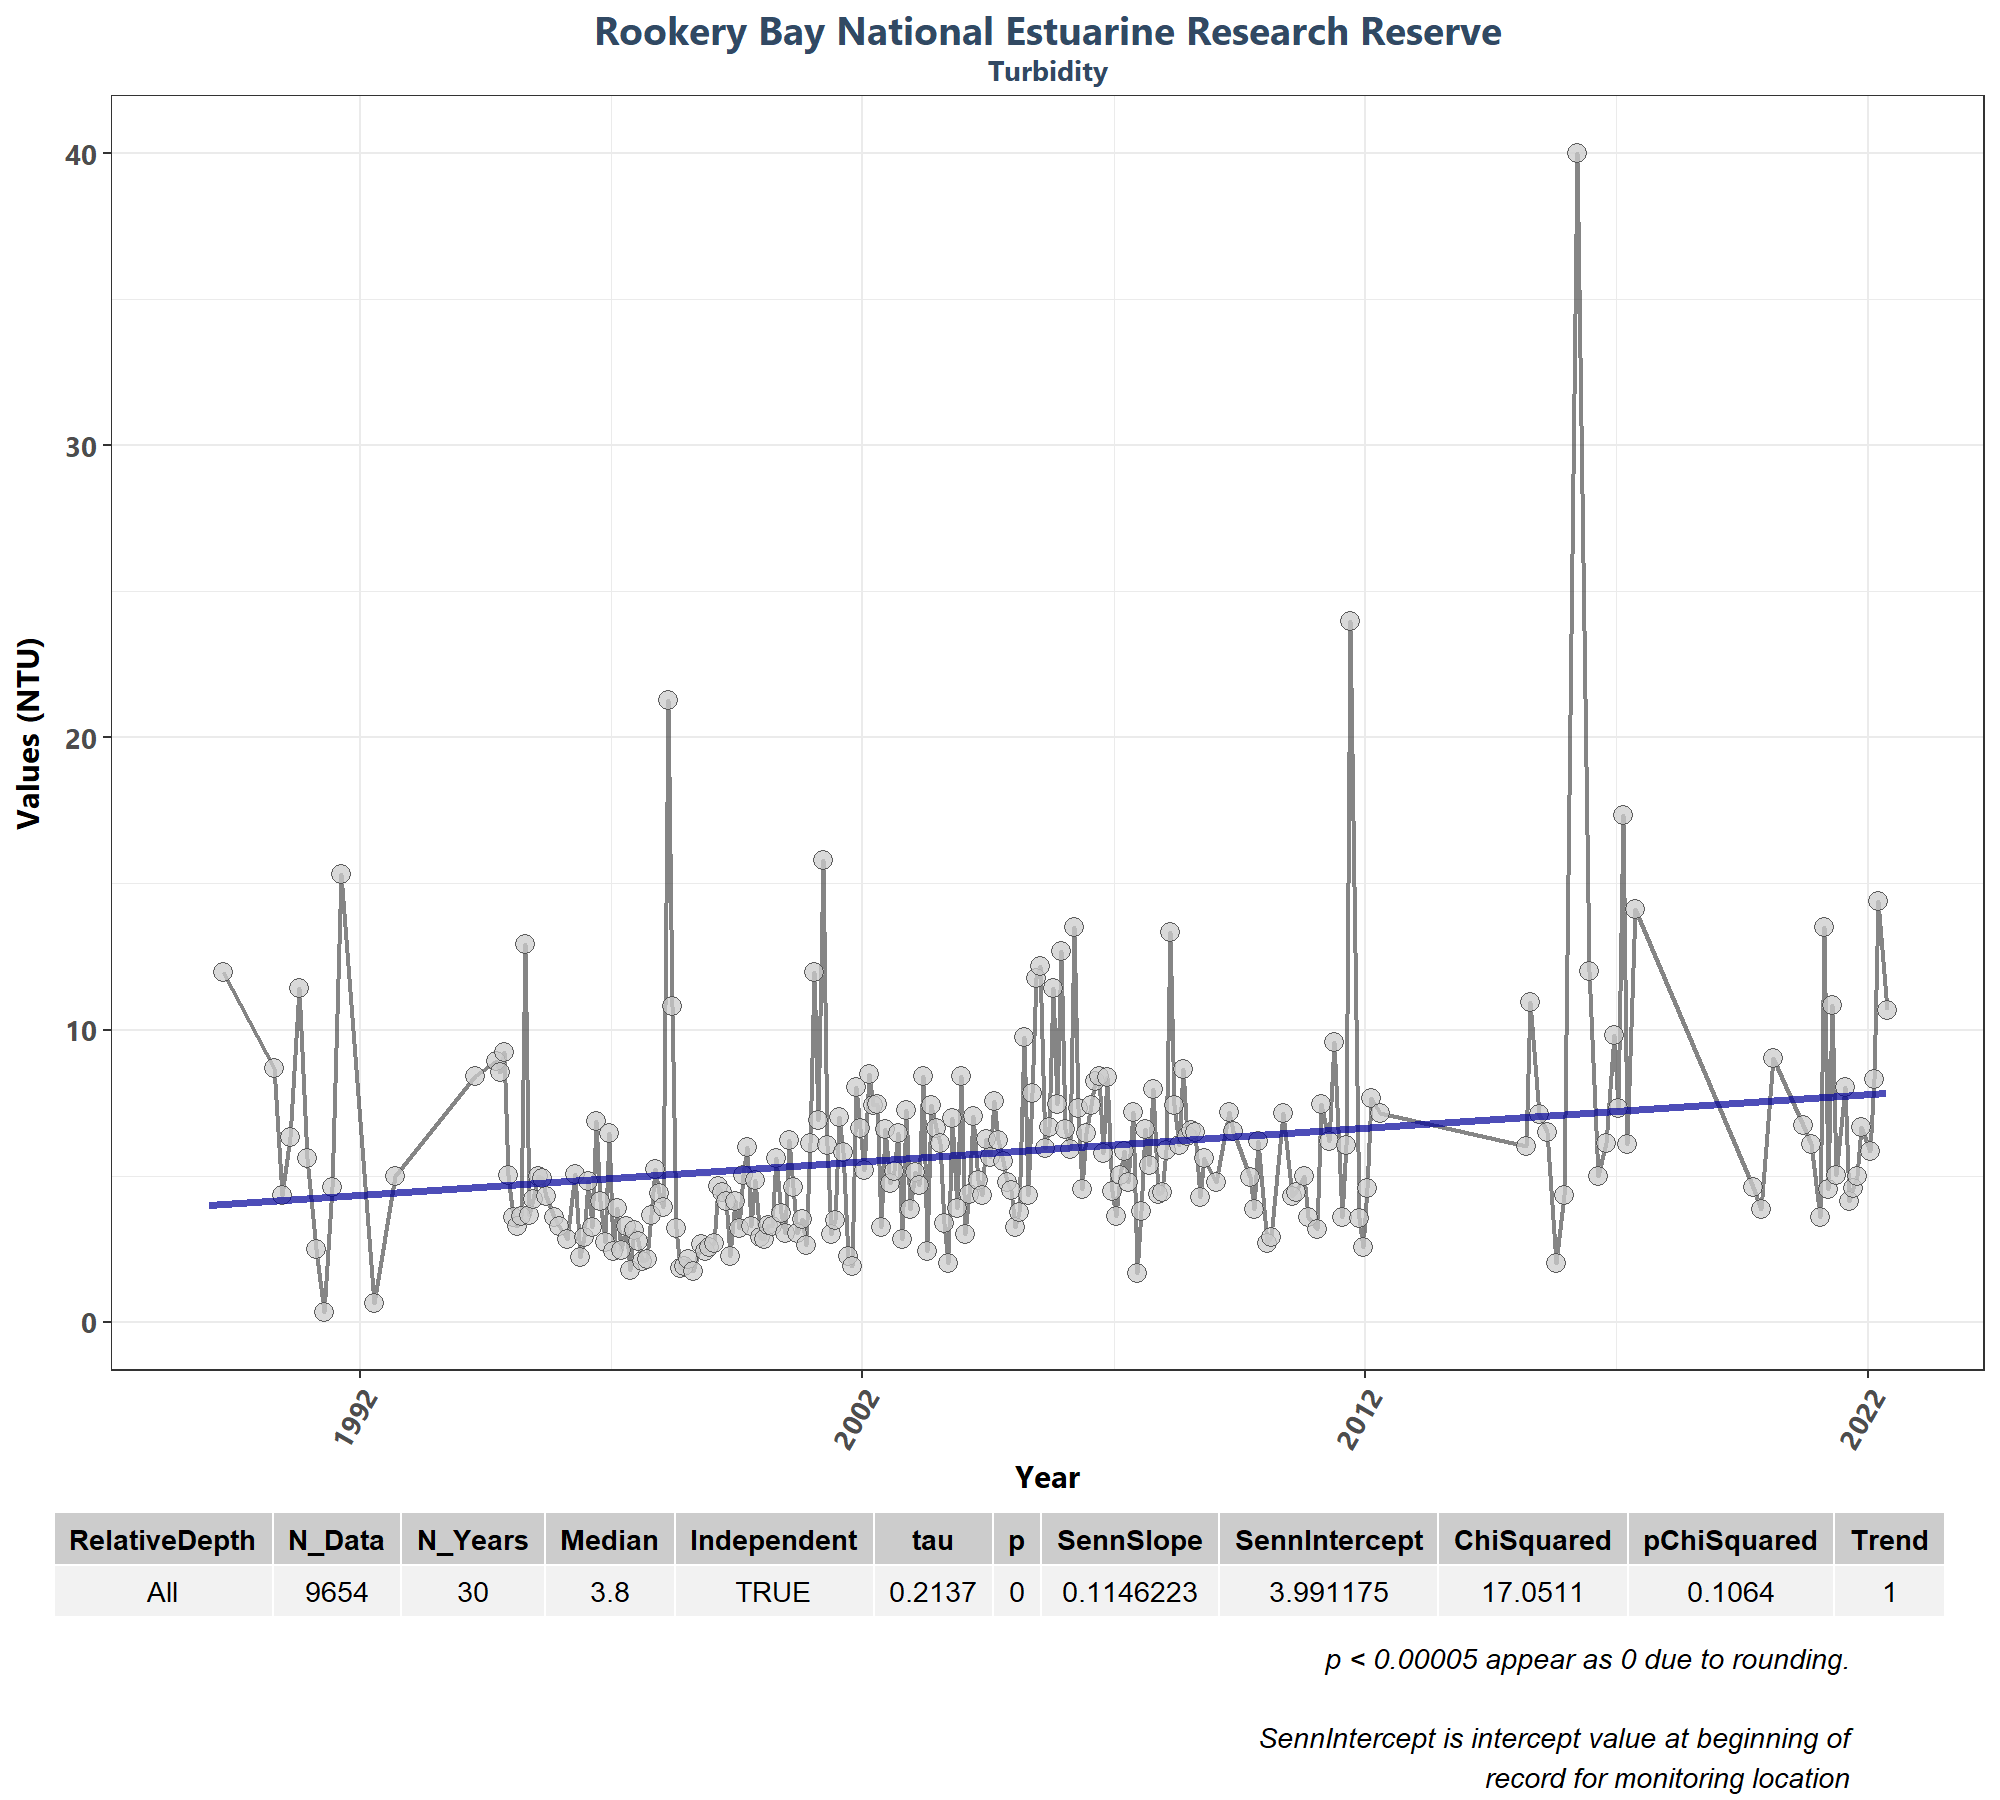 Rookery Bay National Estuarine Research Reserve
Turbidity
Values (NTU)
40
30
20
10
0
1992 2002 2012 2022
Year
RelativeDepth N_Data N_Years Median Independent tau p SennSlope SennIntercept ChiSquared pChiSquared Trend
All 9654 30 3.8 TRUE 0.2137 0 0.1146223 3.991175 17.0511 0.1064 1
p < 0.00005 appear as 0 due to rounding.
SennIntercept is intercept value at beginning of
record for monitoring location